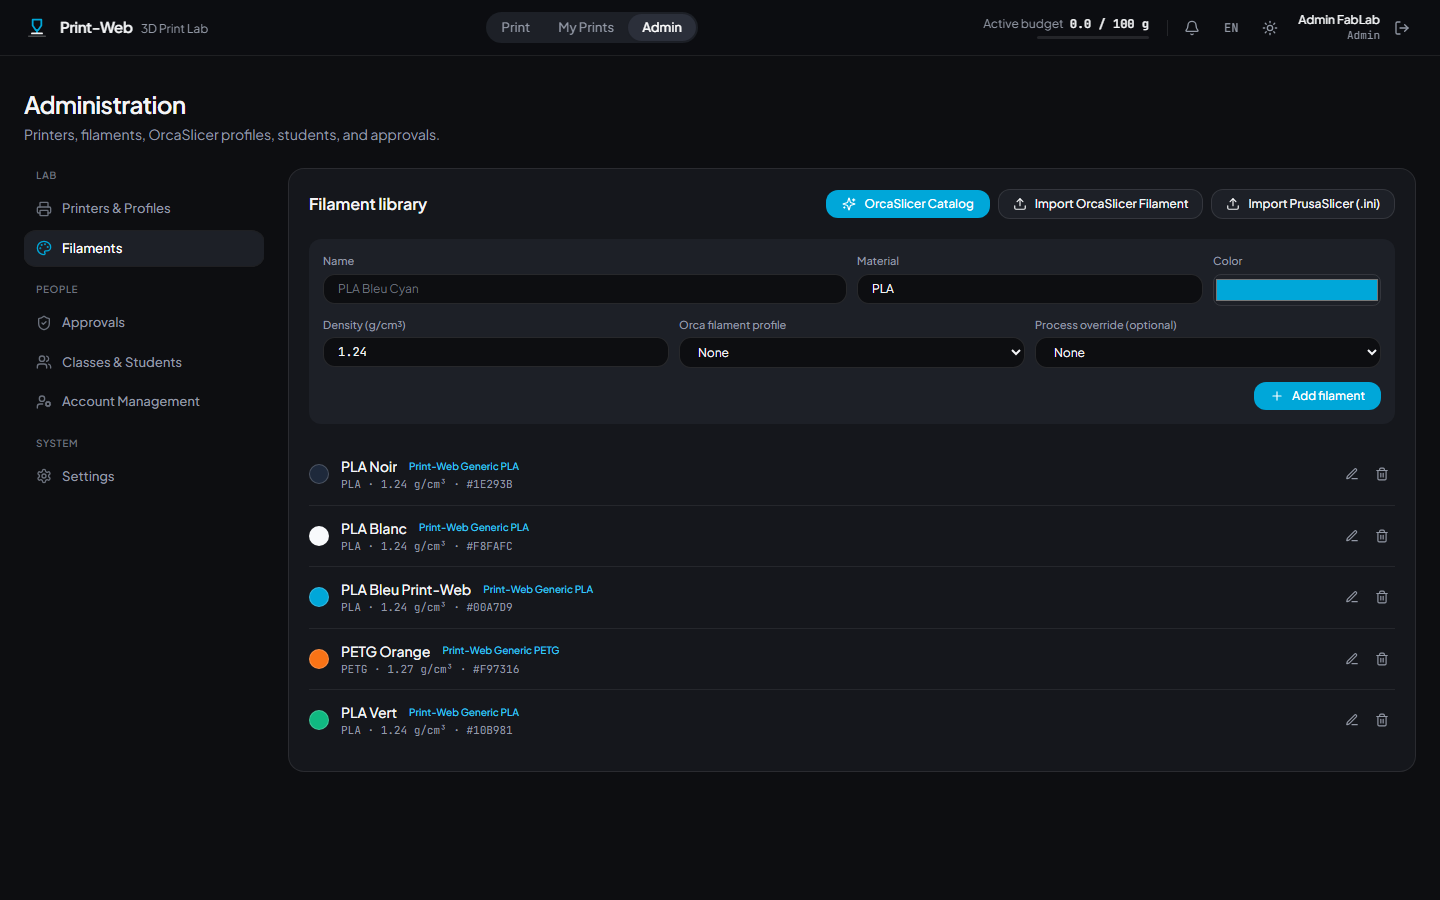 Print-Web 3D Print Lab
Print My Prints Admin
Active budget 0.0 / 100 g
EN
Admin FabLab
Admin
Administration
Printers, filaments, OrcaSlicer profiles, students, and approvals.
LAB
Printers & Profiles
Filaments
PEOPLE
Approvals
Classes & Students
Account Management
SYSTEM
Settings
Filament library
OrcaSlicer Catalog
Import OrcaSlicer Filament
Import PrusaSlicer (.ini)
Name
PLA Bleu Cyan
Material
PLA
Color
Density (g/cm³)
1.24
Orca filament profile
None
Process override (optional)
None
Add filament
PLA Noir Print-Web Generic PLA
PLA · 1.24 g/cm³ · #1E293B
PLA Blanc Print-Web Generic PLA
PLA · 1.24 g/cm³ · #F8FAFC
PLA Bleu Print-Web Print-Web Generic PLA
PLA · 1.24 g/cm³ · #00A7D9
PETG Orange Print-Web Generic PETG
PETG · 1.27 g/cm³ · #F97316
PLA Vert Print-Web Generic PLA
PLA · 1.24 g/cm³ · #10B981